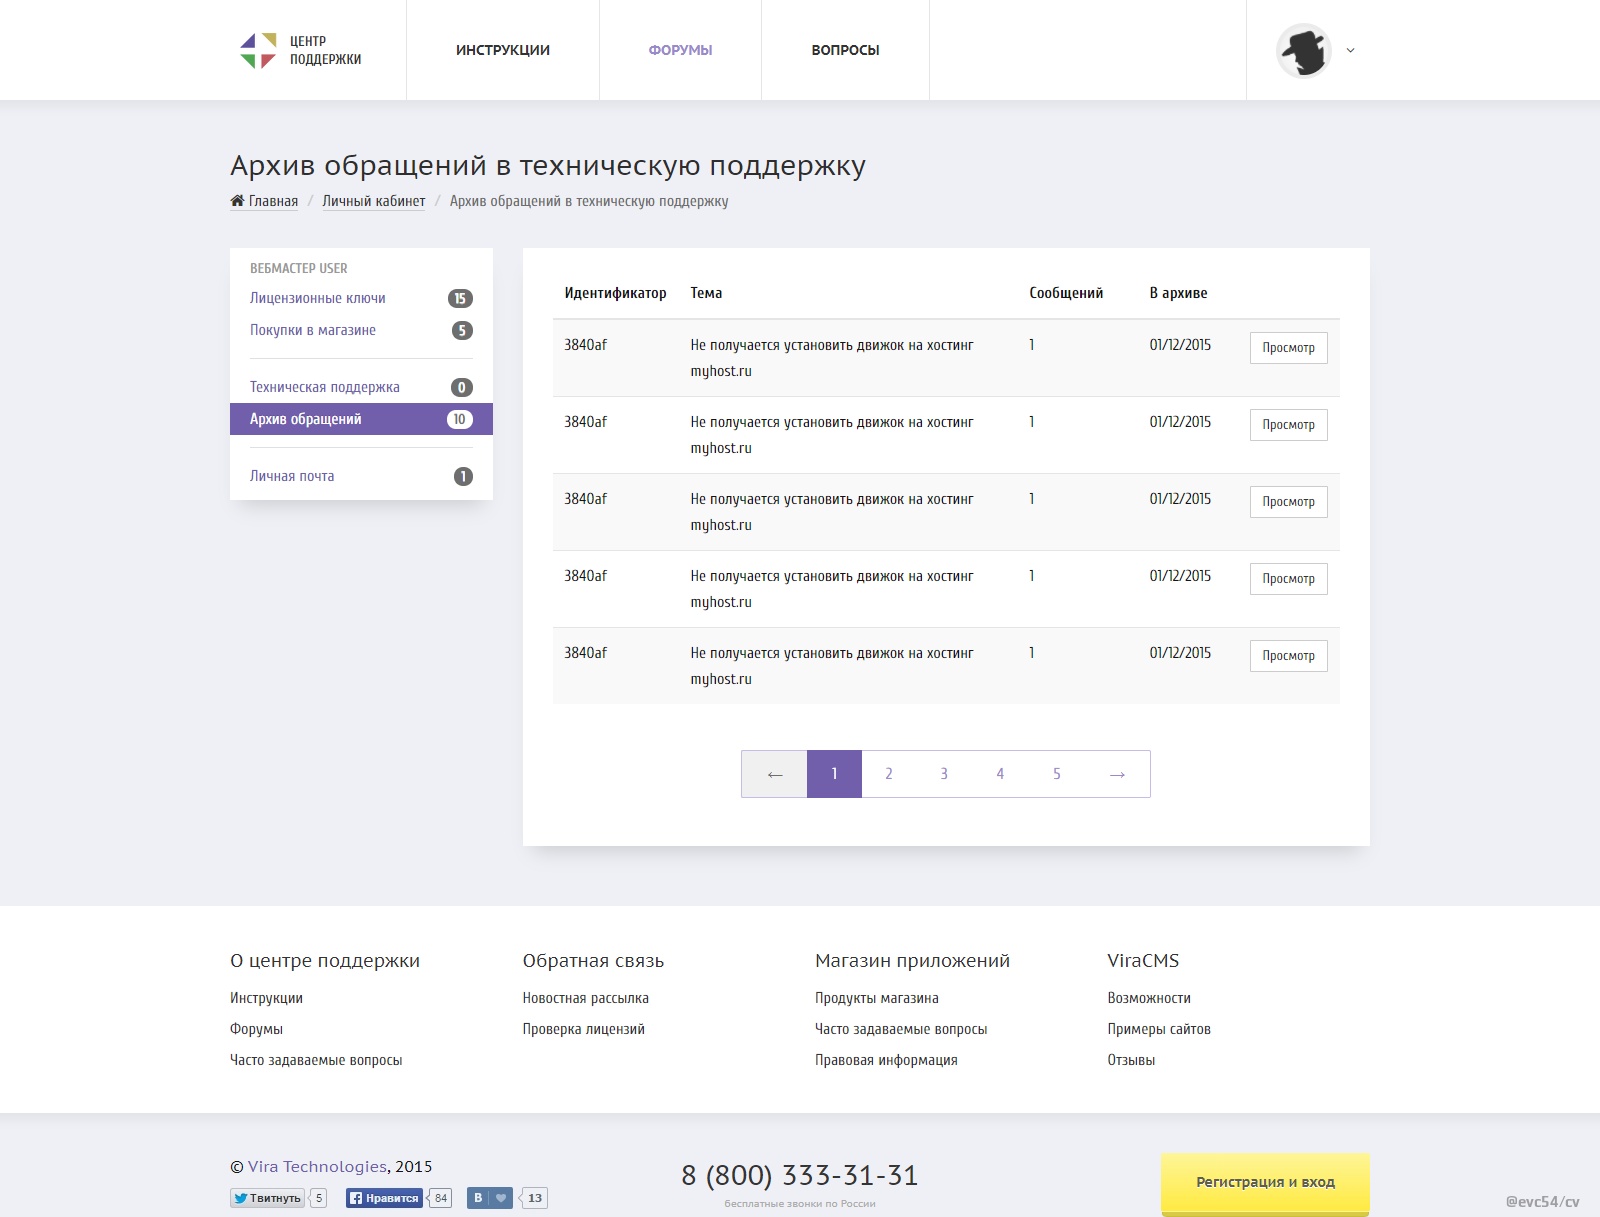 ЦЕНТР
ПОДДЕРЖКИ
ИНСТРУКЦИИ
ФОРУМЫ
ВОПРОСЫ
Архив обращений в техническую поддержку
Главная / Личный кабинет / Архив обращений в техническую поддержку
ВЕБМАСТЕР USER
Лицензионные ключи 15
Покупки в магазине 5
Техническая поддержка 0
Архив обращений 10
Личная почта 1
Идентификатор Тема Сообщений В архиве
3840af Не получается установить движок на хостинг 1 01/12/2015 Просмотр
myhost.ru
3840af Не получается установить движок на хостинг 1 01/12/2015 Просмотр
myhost.ru
3840af Не получается установить движок на хостинг 1 01/12/2015 Просмотр
myhost.ru
3840af Не получается установить движок на хостинг 1 01/12/2015 Просмотр
myhost.ru
3840af Не получается установить движок на хостинг 1 01/12/2015 Просмотр
myhost.ru
← 1 2 3 4 5 →
О центре поддержки
Инструкции
Форумы
Часто задаваемые вопросы
Обратная связь
Новостная рассылка
Проверка лицензий
Магазин приложений
Продукты магазина
Часто задаваемые вопросы
Правовая информация
ViraCMS
Возможности
Примеры сайтов
Отзывы
© Vira Technologies, 2015
Твитнуть 5 Нравится 84 В 13
8 (800) 333-31-31
бесплатные звонки по России
Регистрация и вход
@evc54/cv